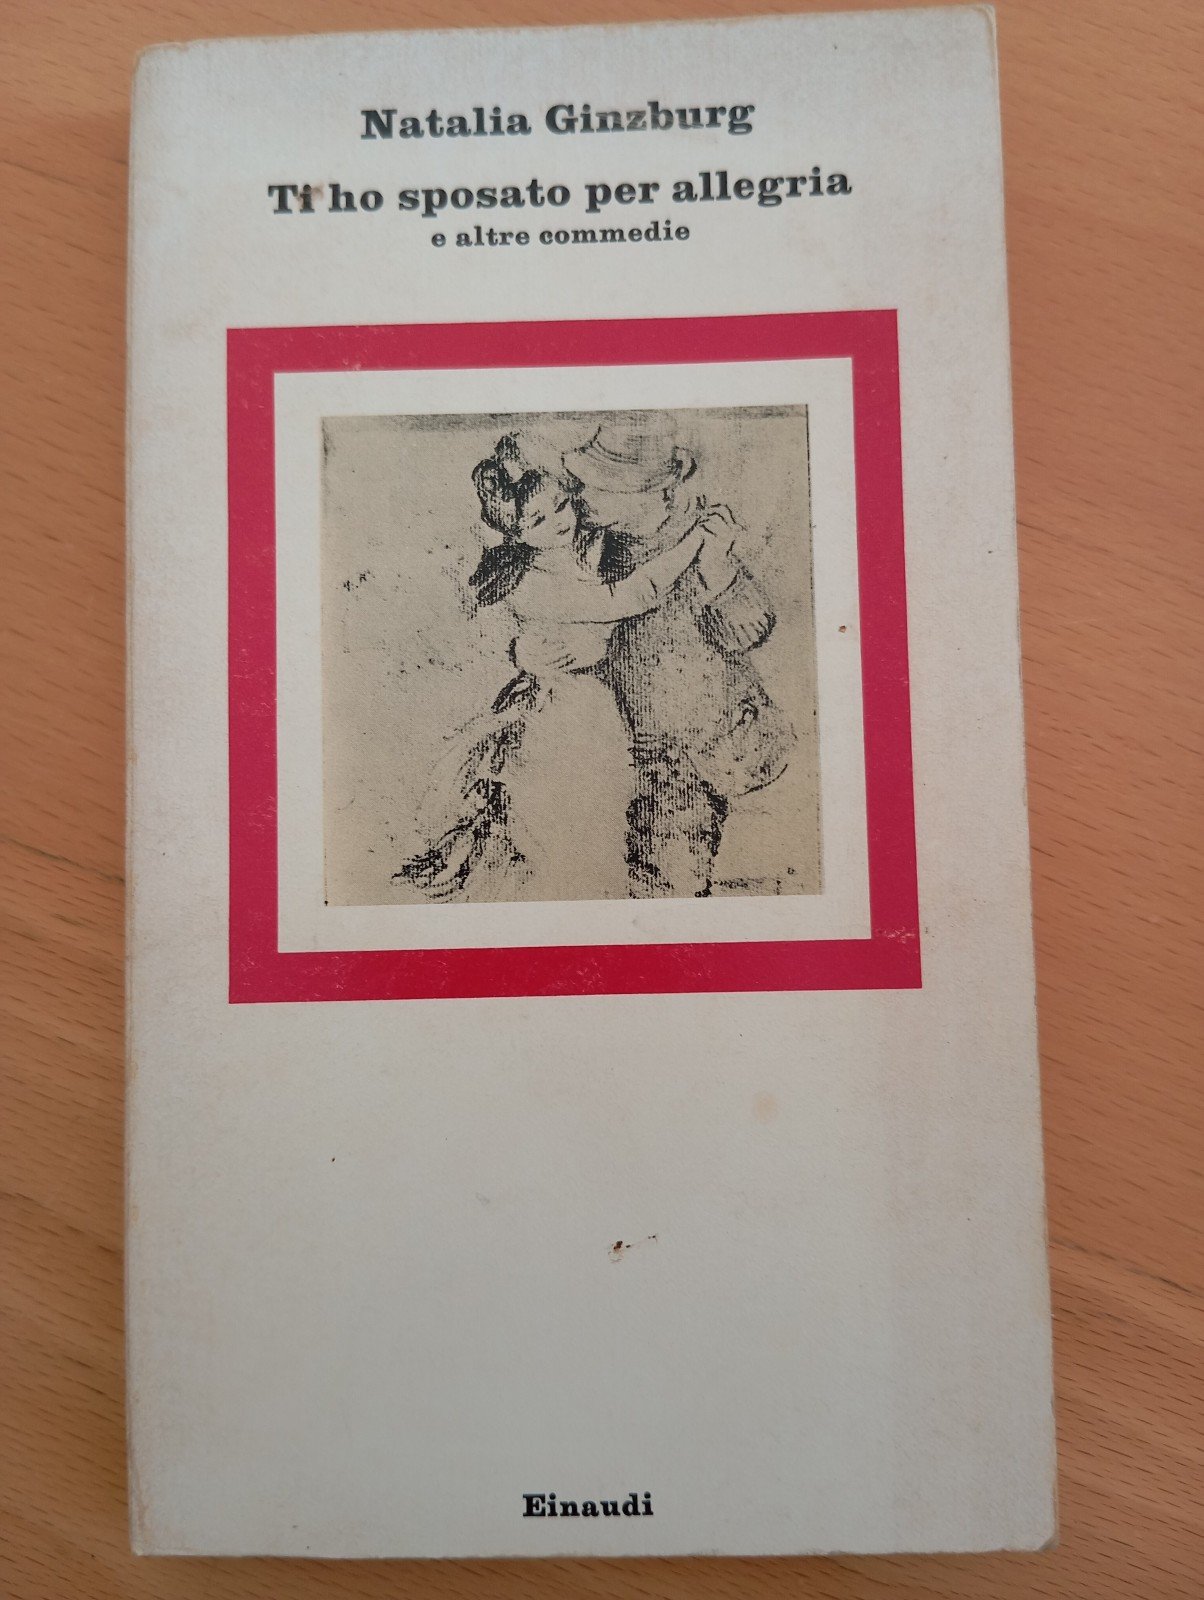 Natalia Ginzburg
Ti ho sposato per allegria
e altre commedie
Einaudi